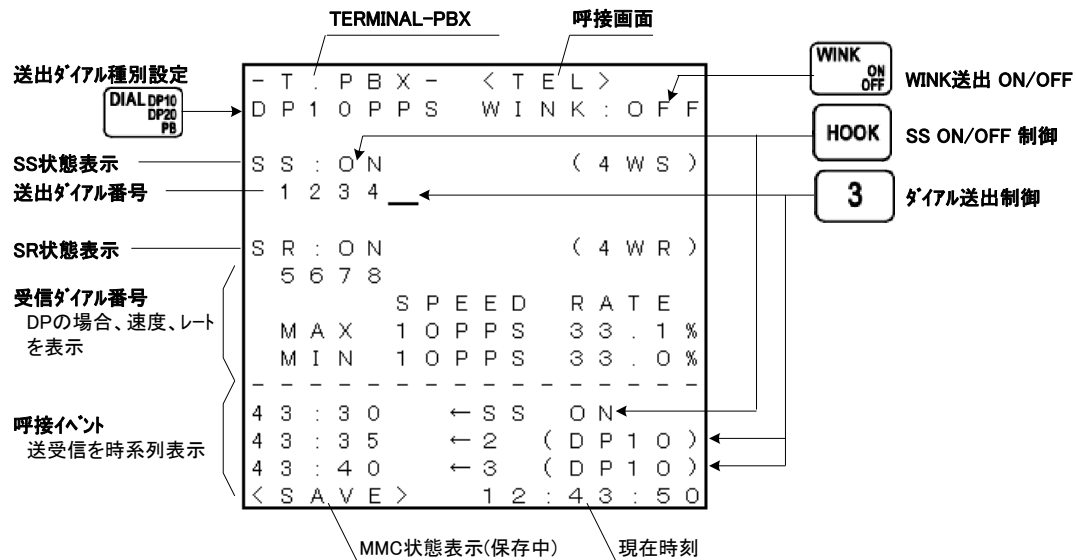 TERMINAL-PBX
呼接画面
送出ﾀﾞｲｱﾙ種別設定
DIAL DP10
DP20
PB
-T.PBX- <TEL>
DP10PPS WINK:OFF
WINK
ON
OFF
WINK送出 ON/OFF
HOOK
SS ON/OFF 制御
SS状態表示
SS:ON (4WS)
送出ﾀﾞｲｱﾙ番号
1234_
3
ﾀﾞｲｱﾙ送出制御
SR状態表示
SR:ON (4WR)
5678
受信ﾀﾞｲｱﾙ番号
DPの場合、速度、ﾚｰﾄ
を表示
SPEED RATE
MAX 10PPS 33.1%
MIN 10PPS 33.0%
----------------
呼接ｲﾍﾞﾝﾄ
送受信を時系列表示
43:30 ←SS ON
43:35 ←2 (DP10)
43:40 ←3 (DP10)
<SAVE> 12:43:50
MMC状態表示(保存中)
現在時刻